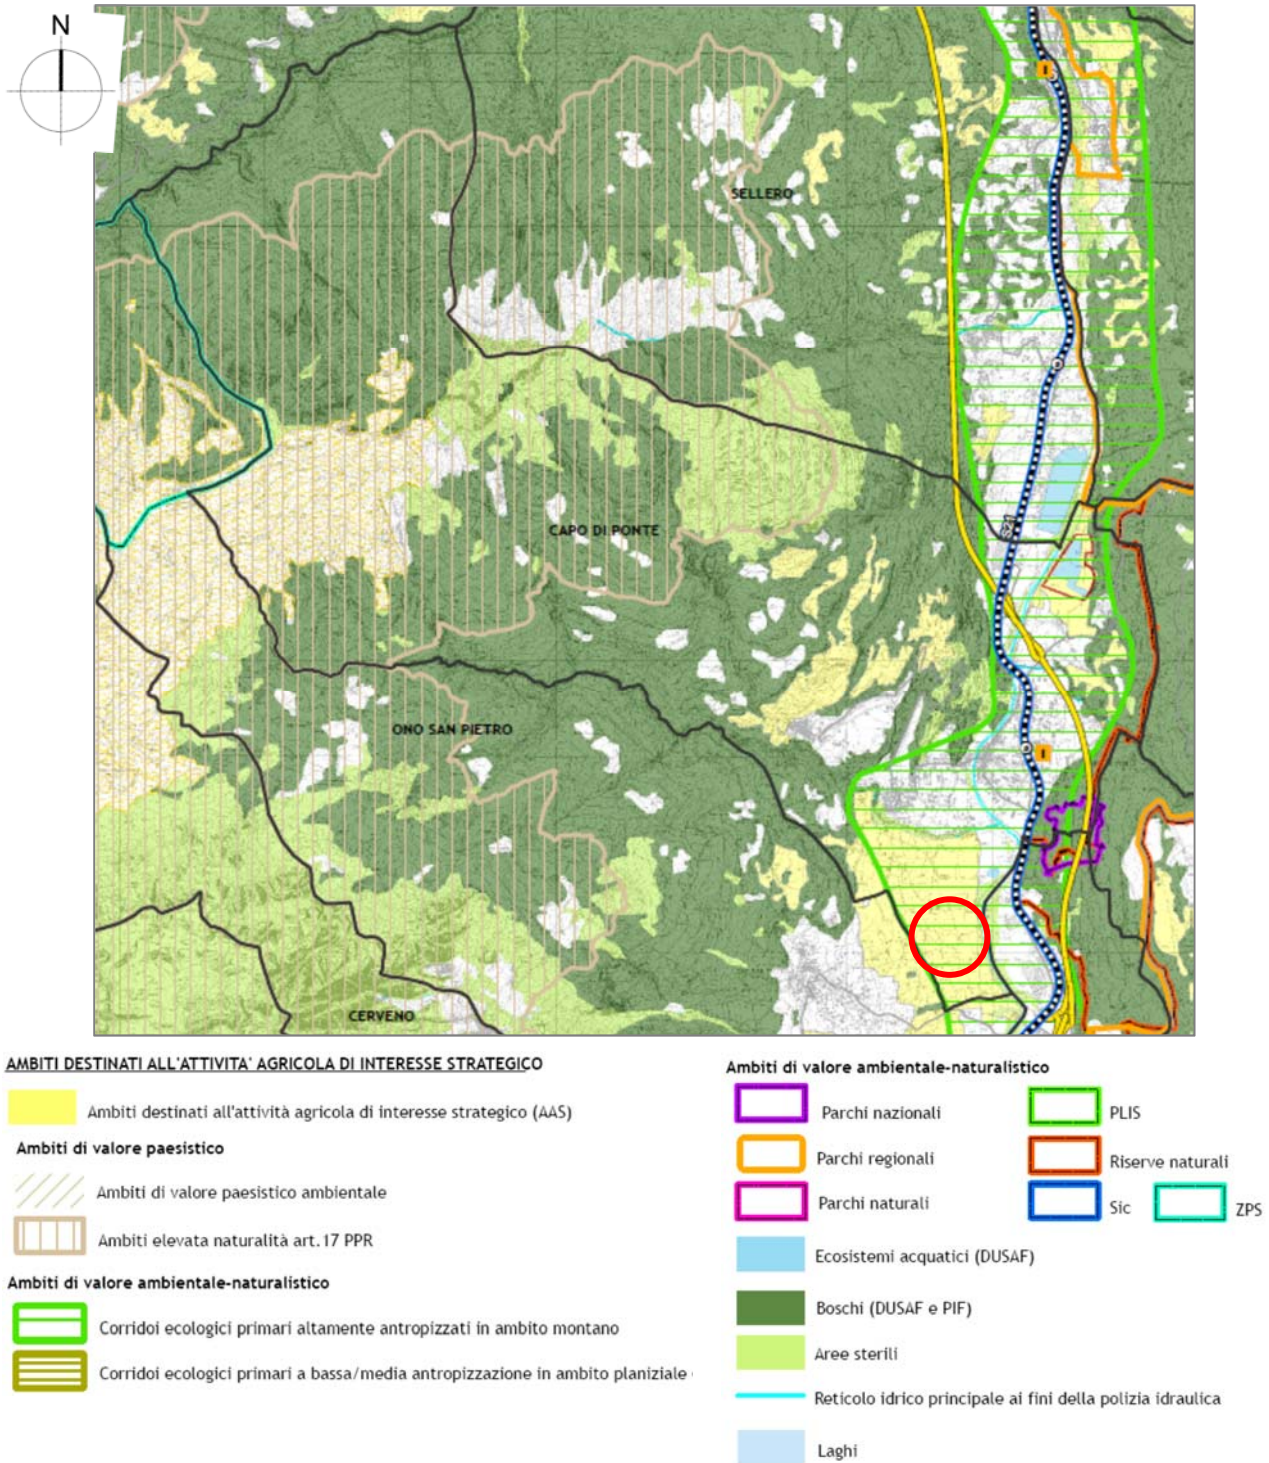 N
I
SELLERO
CAPO DI PONTE
ONO SAN PIETRO
I
CERVENO
AMBITI DESTINATI ALL'ATTIVITA' AGRICOLA DI INTERESSE STRATEGICO
Ambiti destinati all'attività agricola di interesse strategico (AAS)
Ambiti di valore paesistico
Ambiti di valore paesistico ambientale
Ambiti elevata naturalità art.17 PPR
Ambiti di valore ambientale-naturalistico
Corridoi ecologici primari altamente antropizzati in ambito montano
Corridoi ecologici primari a bassa/media antropizzazione in ambito planiziale
Ambiti di valore ambientale-naturalistico
Parchi nazionali
PLIS
Parchi regionali
Riserve naturali
Parchi naturali
Sic
ZPS
Ecosistemi acquatici (DUSAF)
Boschi (DUSAF e PIF)
Aree sterili
Reticolo idrico principale ai fini della polizia idraulica
Laghi